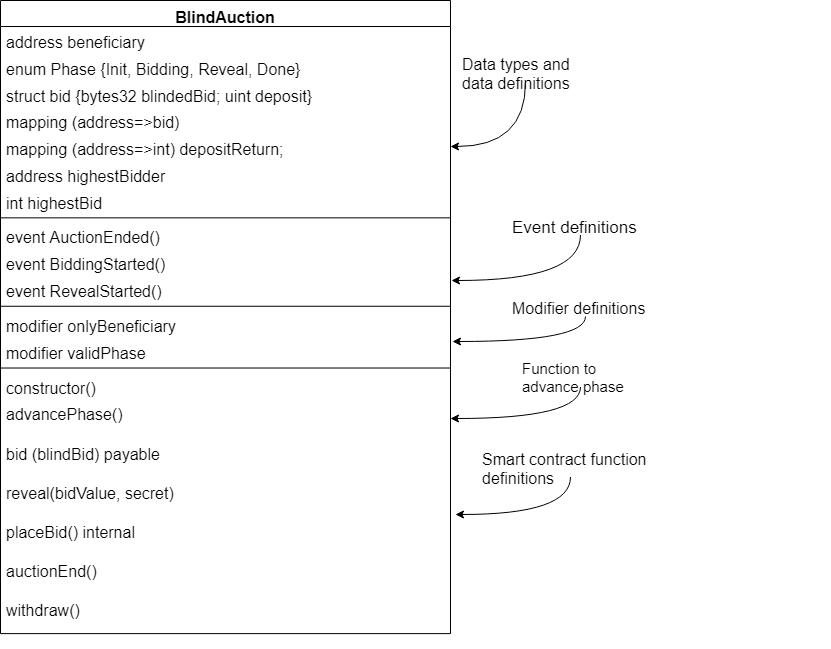 BlindAuction
address beneficiary
enum Phase {Init, Bidding, Reveal, Done}
struct bid {bytes32 blindedBid; uint deposit}
mapping (address=>bid)
mapping (address=>int) depositReturn;
address highestBidder
int highestBid
Data types and
data definitions
event AuctionEnded()
event BiddingStarted()
event RevealStarted()
Event definitions
modifier onlyBeneficiary
modifier validPhase
Modifier definitions
constructor()
advancePhase()
Function to
advance phase
bid (blindBid) payable
reveal(bidValue, secret)
placeBid() internal
auctionEnd()
withdraw()
Smart contract function
definitions